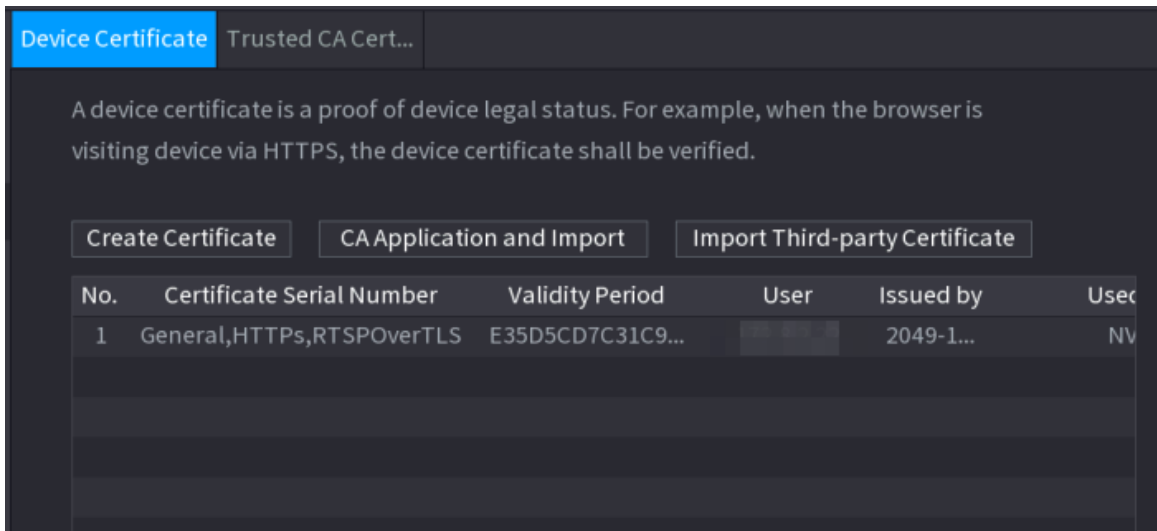 Device Certificate Trusted CA Cert...
A device certificate is a proof of device legal status. For example, when the browser is
visiting device via HTTPS, the device certificate shall be verified.
Create Certificate CA Application and Import Import Third-party Certificate
No. Certificate Serial Number Validity Period User Issued by Used
1 General,HTTPs,RTSPOverTLS E35D5CD7C31C9... 2049-1... NV